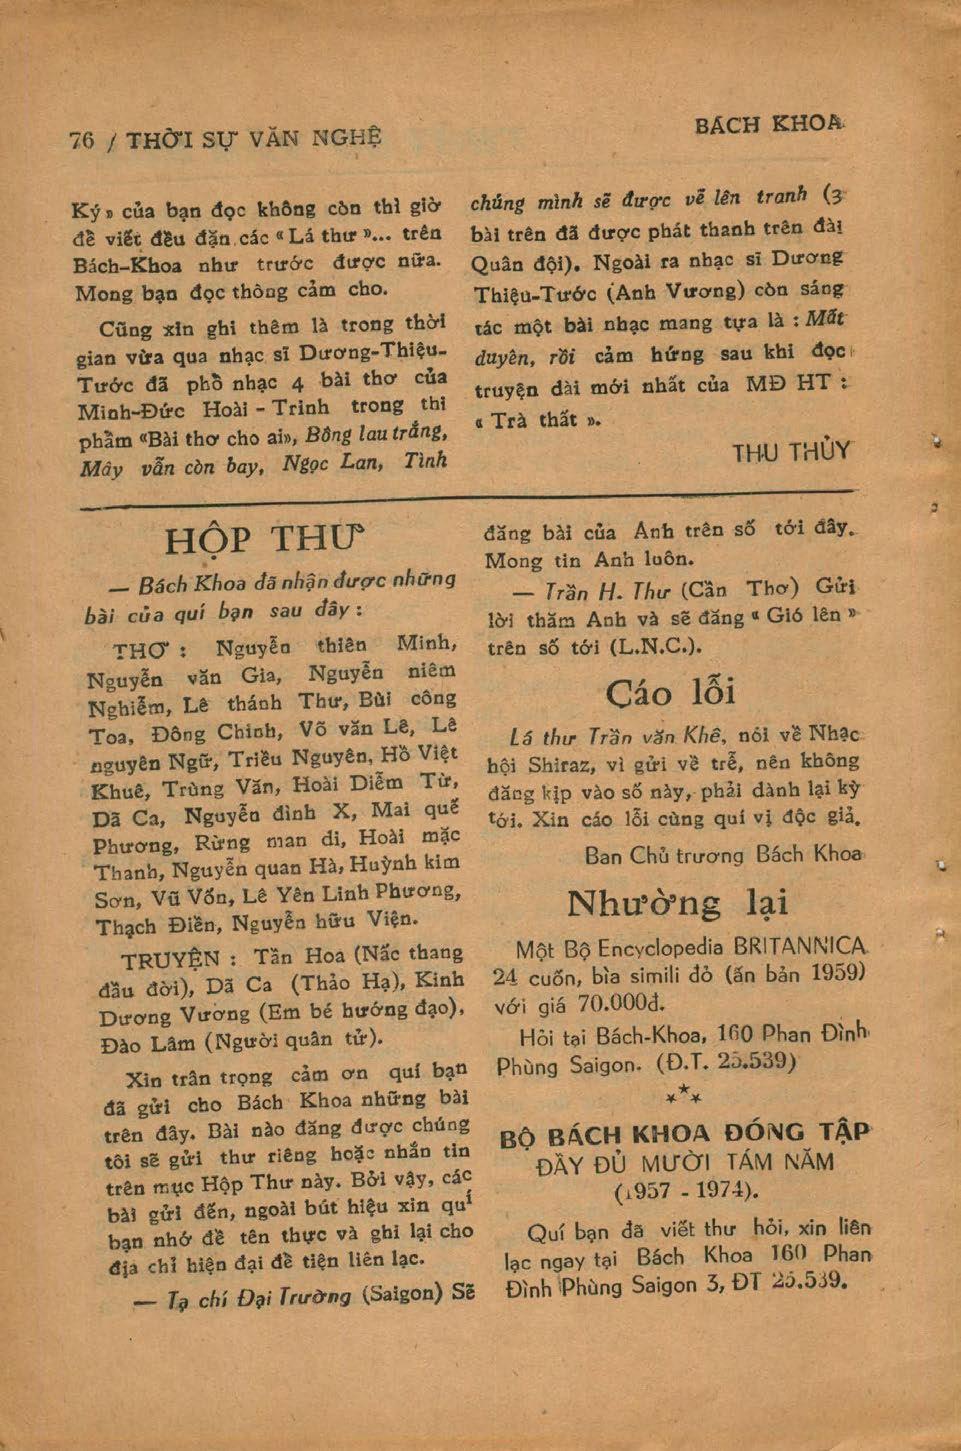 76 / THỜI SỰ VĂN NGHỆ
BÁCH KHOA
Ký» của bạn đọc không còn thì giờ
để viết đều đặn các «Lá thư»... trên
Bách-Khoa như trước được nữa.
Mong bạn đọc thông cảm cho.
Cũng xin ghi thêm là trong thời
gian vừa qua nhạc sĩ Dương-Thiệu-
Tước đã phổ nhạc 4 bài thơ của
Minh-Đức Hoài-Trinh trong thi
phẩm «Bài thơ cho ai», Bông lau trắng,
Mây vẫn còn bay, Ngọc Lan, Tình
chúng mình sẽ được vẽ lên tranh (3
bài trên đã được phát thanh trên đài
Quân đội). Ngoài ra nhạc sĩ Dương
Thiệu-Tước (Anh Vương) còn sáng
tác một bài nhạc mang tựa là : Mất
duyên, rồi cảm hứng sau khi đọc
truyện dài mới nhất của MĐ HT :
« Trà thất ».
THU THỦY
HỘP THƯ
— Bách Khoa đã nhận được những
bài của quí bạn sau đây :
THƠ : Nguyễn thiên Minh,
Nguyễn văn Gia, Nguyễn niêm
Nghiễm, Lê thánh Thư, Bùi công
Toa, Đông Chinh, Võ văn Lê, Lê
nguyên Ngữ, Triều Nguyên, Hồ Việt
Khuê, Trùng Văn, Hoài Diễm Từ,
Dã Ca, Nguyễn đình X, Mai quế
Phương, Rừng man di, Hoài mặc
Thanh, Nguyễn quan Hà, Huỳnh kim
Sơn, Vũ Vốn, Lê Yên Linh Phương,
Thạch Điền, Nguyễn hữu Viện.
TRUYỆN : Tần Hoa (Nấc thang
đầu đời), Dã Ca (Thảo Hạ), Kinh
Dương Vương (Em bé hướng đạo),
Đào Lâm (Người quân tử).
Xin trân trọng cảm ơn quí bạn
đã gửi cho Bách Khoa những bài
trên đây. Bài nào đăng được chúng
tôi sẽ gửi thư riêng hoặc nhắn tin
trên mục Hộp Thư này. Bởi vậy, các
bài gửi đến, ngoài bút hiệu xin quí
bạn nhớ đề tên thực và ghi lại cho
địa chỉ hiện đại để tiện liên lạc.
— Tạ chí Đại Trường (Saigon) Sẽ
đăng bài của Anh trên số tới đây.
Mong tin Anh luôn.
— Trần H. Thư (Cần Thơ) Gửi
lời thăm Anh và sẽ đăng « Gió lên »
trên số tới (L.N.C.).
Cáo lỗi
Lá thư Trần văn Khê, nói về Nhạc
hội Shiraz, vì gửi về trễ, nên không
đăng kịp vào số này, phải dành lại kỳ
tới. Xin cáo lỗi cùng quí vị độc giả.
Ban Chủ trương Bách Khoa
Nhường lại
Một Bộ Encyclopedia BRITANNICA
24 cuốn, bìa simili đỏ (ấn bản 1959)
với giá 70.000đ.
Hỏi tại Bách-Khoa, 160 Phan Đình
Phùng Saigon. (Đ.T. 25.539)
***
BỘ BÁCH KHOA ĐÓNG TẬP
ĐẦY ĐỦ MƯỜI TÁM NĂM
(1957 - 1974).
Quí bạn đã viết thư hỏi, xin liên
lạc ngay tại Bách Khoa 160 Phan
Đình Phùng Saigon 3, ĐT 25.539.